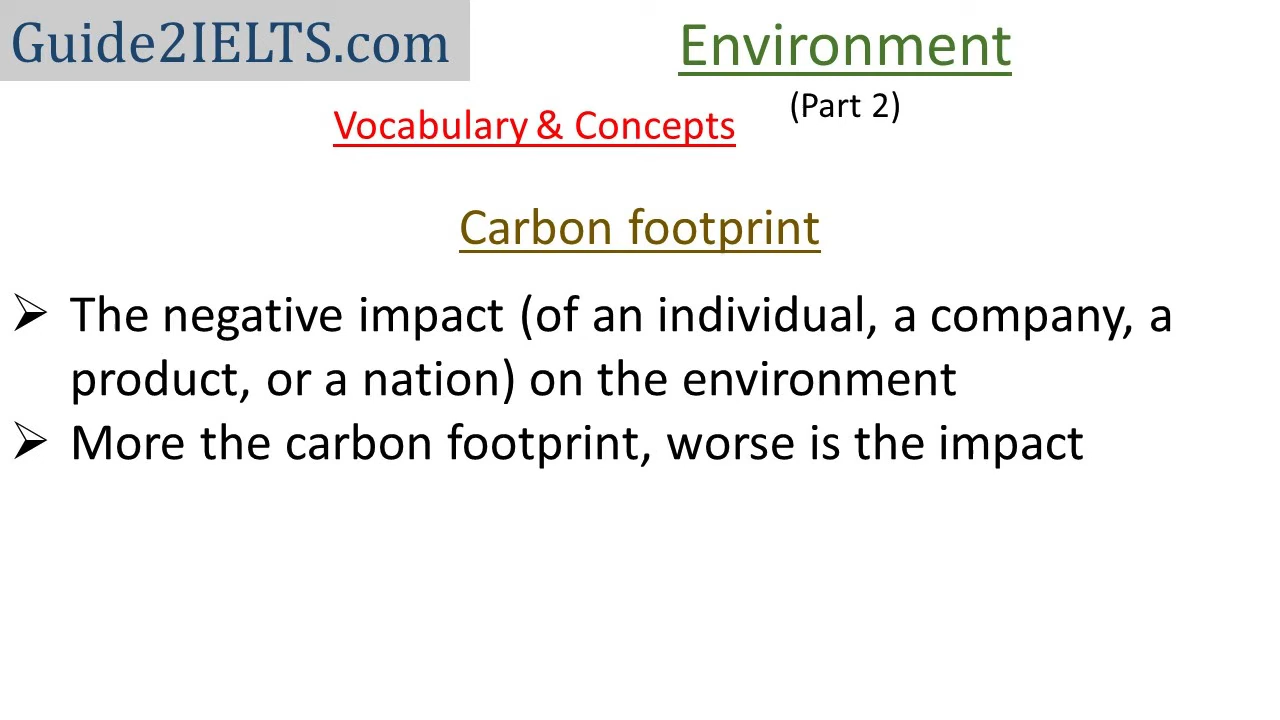 Guide2IELTS.com
Environment
(Part 2)
Vocabulary & Concepts
Carbon footprint
➢ The negative impact (of an individual, a company, a
product, or a nation) on the environment
➢ More the carbon footprint, worse is the impact